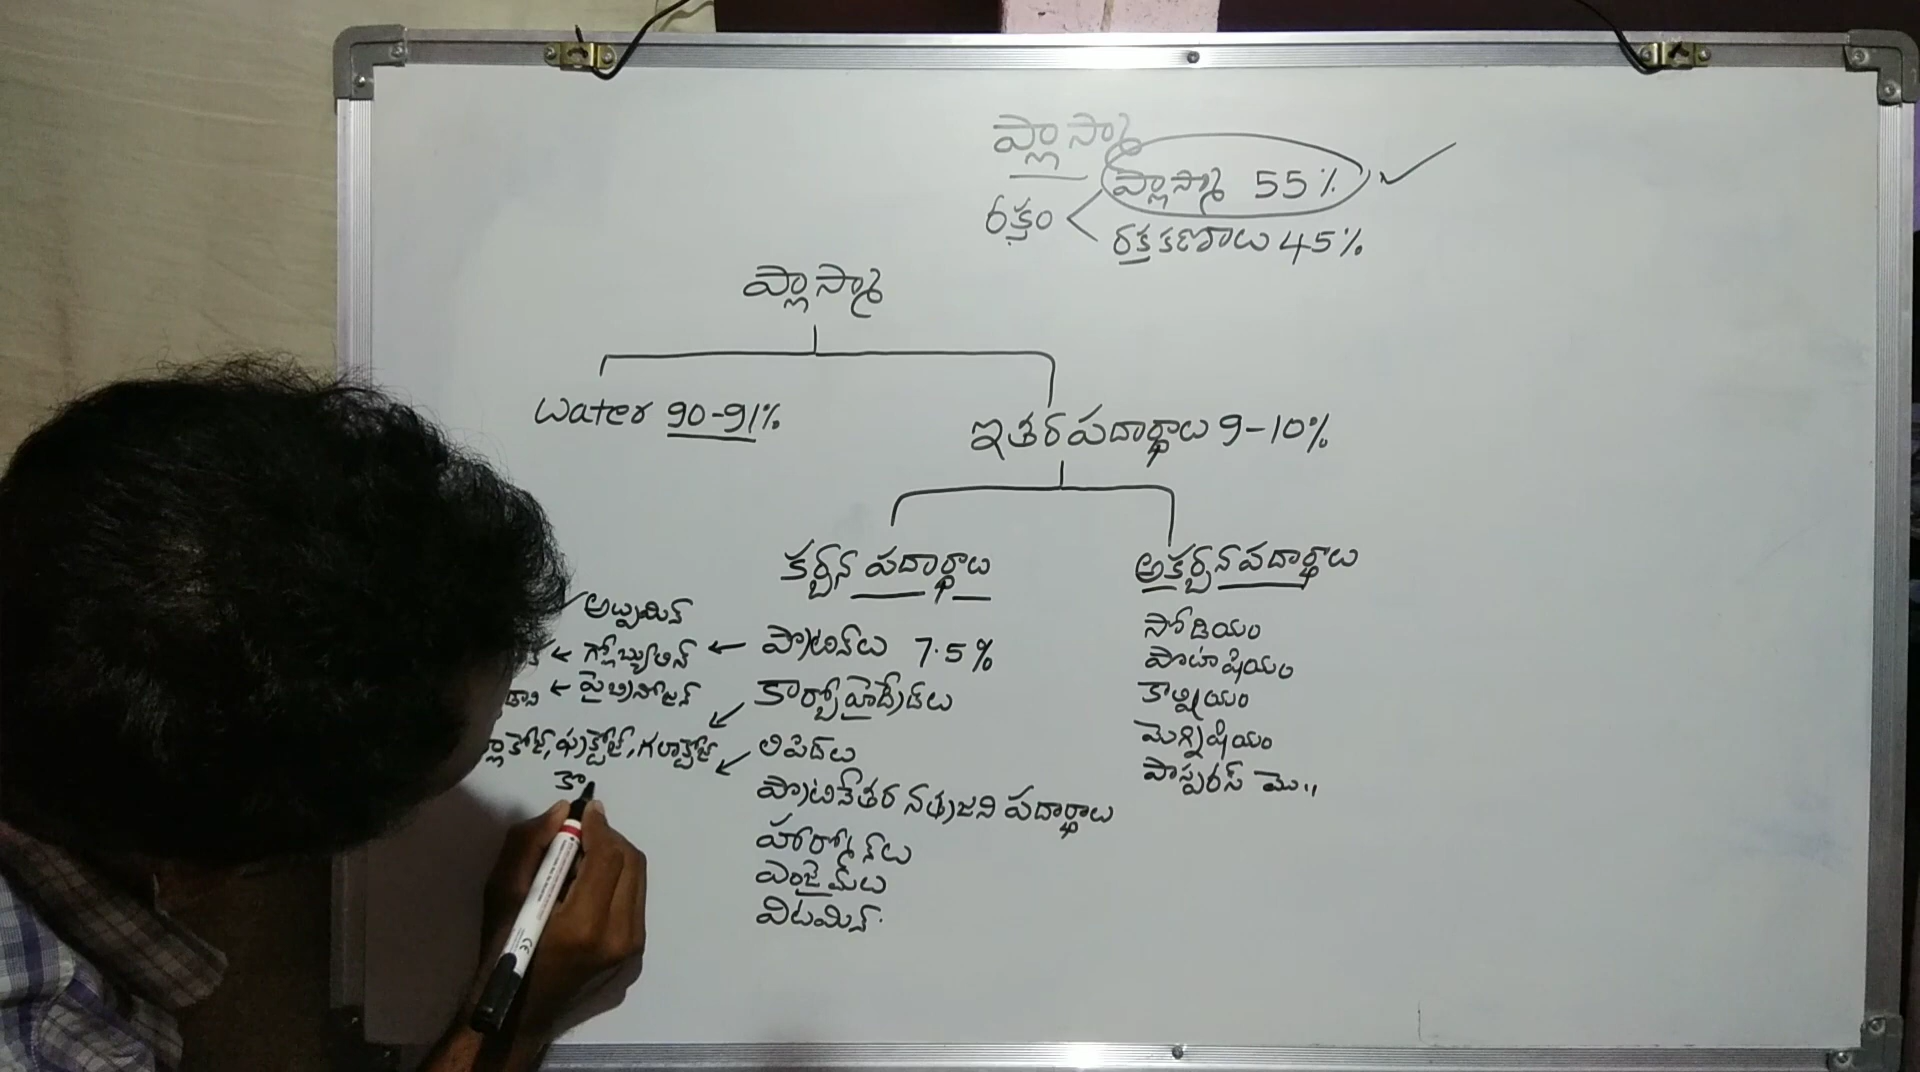 ప్లాస్మా
ప్లాస్మా 55%
రక్తం
రక్తకణాలు 45%
ప్లాస్మా
Water 90-91%
ఇతర పదార్థాలు 9-10%
కర్బన పదార్థాలు
అకర్బన పదార్థాలు
అల్బుమిన్
గ్లోబ్యులిన్
ఫైబ్రినోజన్
ఫ్రక్టోజ్, గలాక్టోజ్
కొ
ప్రొటీన్‌లు 7.5%
కార్బోహైడ్రేడ్‌లు
లిపిడ్‌లు
ప్రొటీనేతర నత్రజని పదార్థాలు
హార్మోన్‌లు
ఎంజైమ్‌లు
విటమిన్.
సోడియం
పొటాషియం
కాల్షియం
మెగ్నీషియం
పాస్పరస్ మొ..